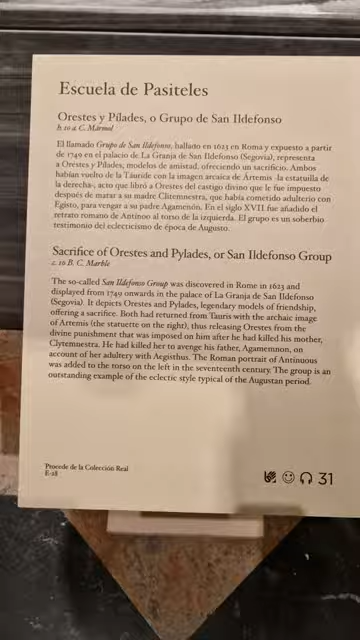 Escuela de Pasiteles
Orestes y Pílades, o Grupo de San Ildefonso
h. 10 a. C. Mármol
El llamado Grupo de San Ildefonso, hallado en 1623 en Roma y expuesto a partir
de 1749 en el palacio de La Granja de San Ildefonso (Segovia), representa
a Orestes y Pílades, modelos de amistad, ofreciendo un sacrificio. Ambos
habían vuelto de la Táuride con la imagen arcaica de Ártemis -la estatuilla de
la derecha-, acto que libró a Orestes del castigo divino que le fue impuesto
después de matar a su madre Clitemnestra, que había cometido adulterio con
Egisto, para vengar a su padre Agamenón. En el siglo XVII fue añadido el
retrato romano de Antínoo al torso de la izquierda. El grupo es un soberbio
testimonio del eclecticismo de época de Augusto.
Sacrifice of Orestes and Pylades, or San Ildefonso Group
c. 10 B. C. Marble
The so-called San Ildefonso Group was discovered in Rome in 1623 and
displayed from 1749 onwards in the palace of La Granja de San Ildefonso
(Segovia). It depicts Orestes and Pylades, legendary models of friendship,
offering a sacrifice. Both had returned from Tauris with the archaic image
of Artemis (the statuette on the right), thus releasing Orestes from the
divine punishment that was imposed on him after he had killed his mother,
Clytemnestra. He had killed her to avenge his father, Agamemnon, on
account of her adultery with Aegisthus. The Roman portrait of Antinuous
was added to the torso on the left in the seventeenth century. The group is an
outstanding example of the eclectic style typical of the Augustan period.
Procede de la Colección Real
E-28
31